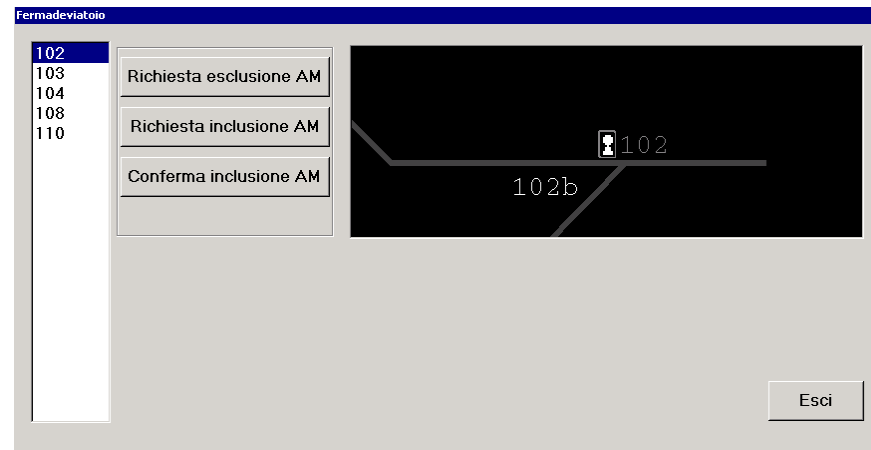 Fermadeviatoio
102
103
104
108
110
Richiesta esclusione AM
Richiesta inclusione AM
Conferma inclusione AM
102
102b
Esci